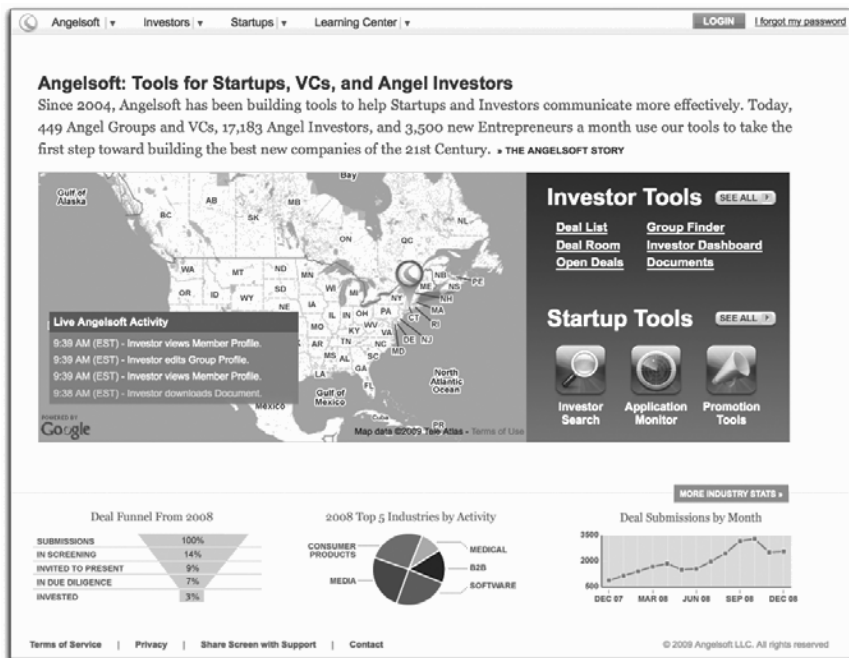 Angelsoft | ▼ Investors | ▼ Startups | ▼ Learning Center | ▼ LOGIN I forgot my password
Angelsoft: Tools for Startups, VCs, and Angel Investors
Since 2004, Angelsoft has been building tools to help Startups and Investors communicate more effectively. Today,
449 Angel Groups and VCs, 17,183 Angel Investors, and 3,500 new Entrepreneurs a month use our tools to take the
first step toward building the best new companies of the 21st Century. » THE ANGELSOFT STORY
Gulf of
Alaska
Bay
BC
AB
SK
MB
ON
QC
NL
WA
MT
ND
MN
OR
ID
WY
SD
NE
WI
MI
IA
IL
IN
OH
PA
NY
ME
NB
NS
PE
NH
MA
RI
CT
NJ
DE
MD
MO
KY
WV
VA
AR
TN
NC
MS
AL
SC
GA
LA
FL
North
Atlantic
Ocean
Gulf of
Mexico
Mexico
Cuba
PR
Live Angelsoft Activity
9:39 AM (EST) - Investor views Member Profile.
9:39 AM (EST) - Investor edits Group Profile.
9:39 AM (EST) - Investor views Member Profile.
9:38 AM (EST) - Investor downloads Document.
POWERED BY
Google
Map data ©2009 Tele Atlas - Terms of Use
Investor Tools SEE ALL
Deal List Group Finder
Deal Room Investor Dashboard
Open Deals Documents
Startup Tools SEE ALL
Investor
Search
Application
Monitor
Promotion
Tools
MORE INDUSTRY STATS »
Deal Funnel From 2008
SUBMISSIONS 100%
IN SCREENING 14%
INVITED TO PRESENT 9%
IN DUE DILIGENCE 7%
INVESTED 3%
2008 Top 5 Industries by Activity
CONSUMER
PRODUCTS
MEDIA
MEDICAL
B2B
SOFTWARE
Deal Submissions by Month
3500
2000
500
DEC 07 MAR 08 JUN 08 SEP 08 DEC 08
Terms of Service | Privacy | Share Screen with Support | Contact © 2009 Angelsoft LLC. All rights reserved